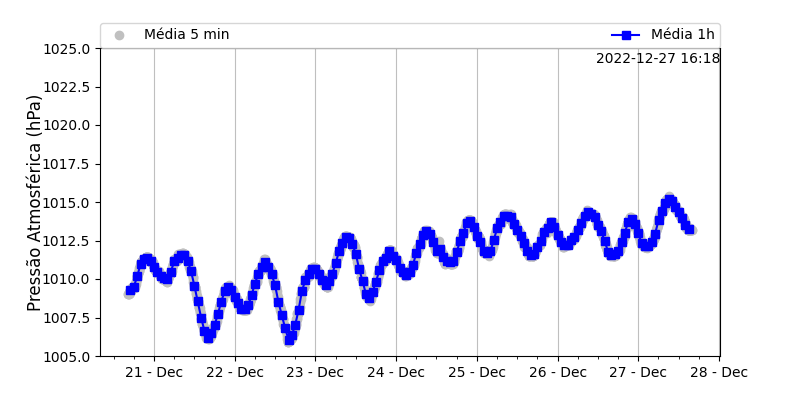 Média 5 min
Média 1h
2022-12-27 16:18
Pressão Atmosférica (hPa)
1025.0
1022.5
1020.0
1017.5
1015.0
1012.5
1010.0
1007.5
1005.0
21 - Dec
22 - Dec
23 - Dec
24 - Dec
25 - Dec
26 - Dec
27 - Dec
28 - Dec